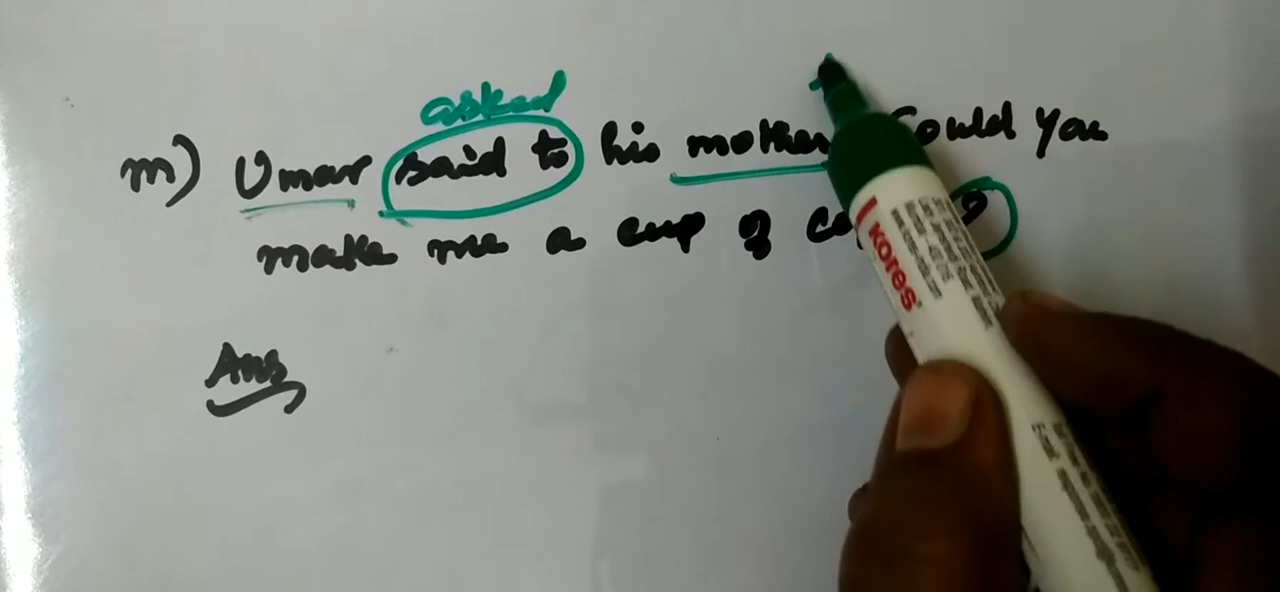 asked
m) Umar said to his mother Could you
make me a cup of ?
Ans
KORES